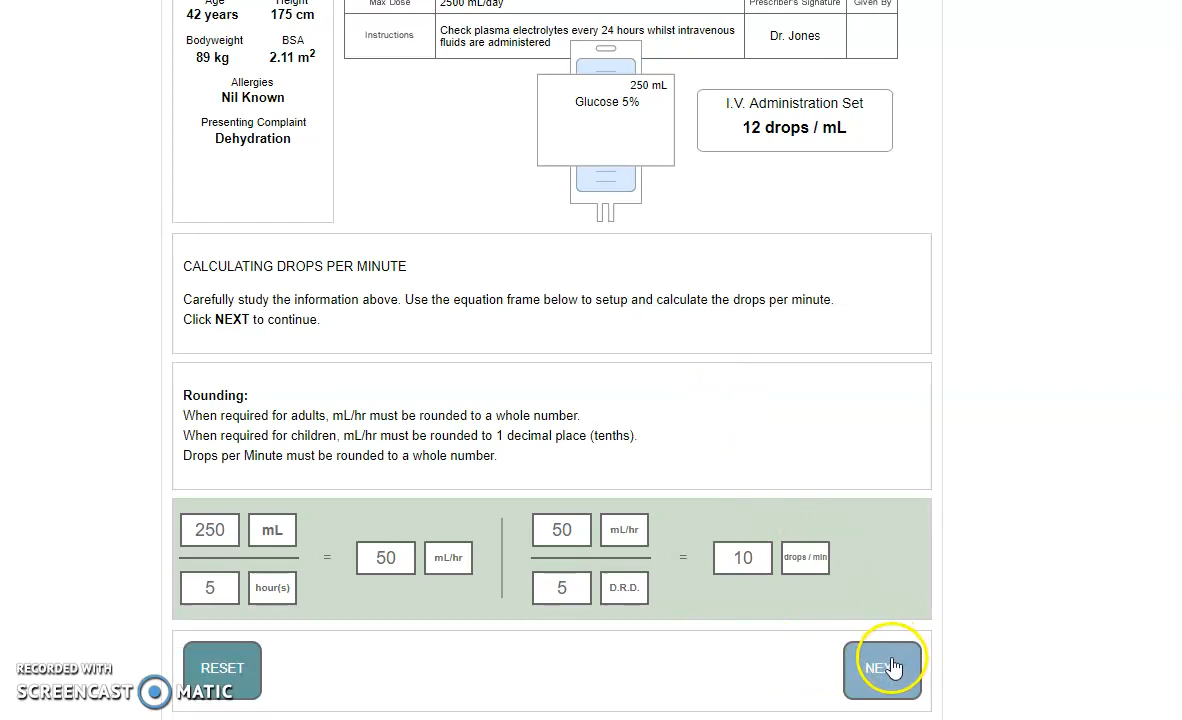 Age
Height
42 years
175 cm
Bodyweight
BSA
89 kg
2.11 m²
Allergies
Nil Known
Presenting Complaint
Dehydration
Max Dose
2500 mL/day
Prescriber's Signature
Given By
Instructions
Check plasma electrolytes every 24 hours whilst intravenous
fluids are administered
Dr. Jones
250 mL
Glucose 5%
I.V. Administration Set
12 drops / mL
CALCULATING DROPS PER MINUTE
Carefully study the information above. Use the equation frame below to setup and calculate the drops per minute.
Click NEXT to continue.
Rounding:
When required for adults, mL/hr must be rounded to a whole number.
When required for children, mL/hr must be rounded to 1 decimal place (tenths).
Drops per Minute must be rounded to a whole number.
250 mL
5 hour(s)
= 50 mL/hr
50 mL/hr
5 D.R.D.
= 10 drops / min
RESET
NEXT
RECORDED WITH
SCREENCAST MATIC